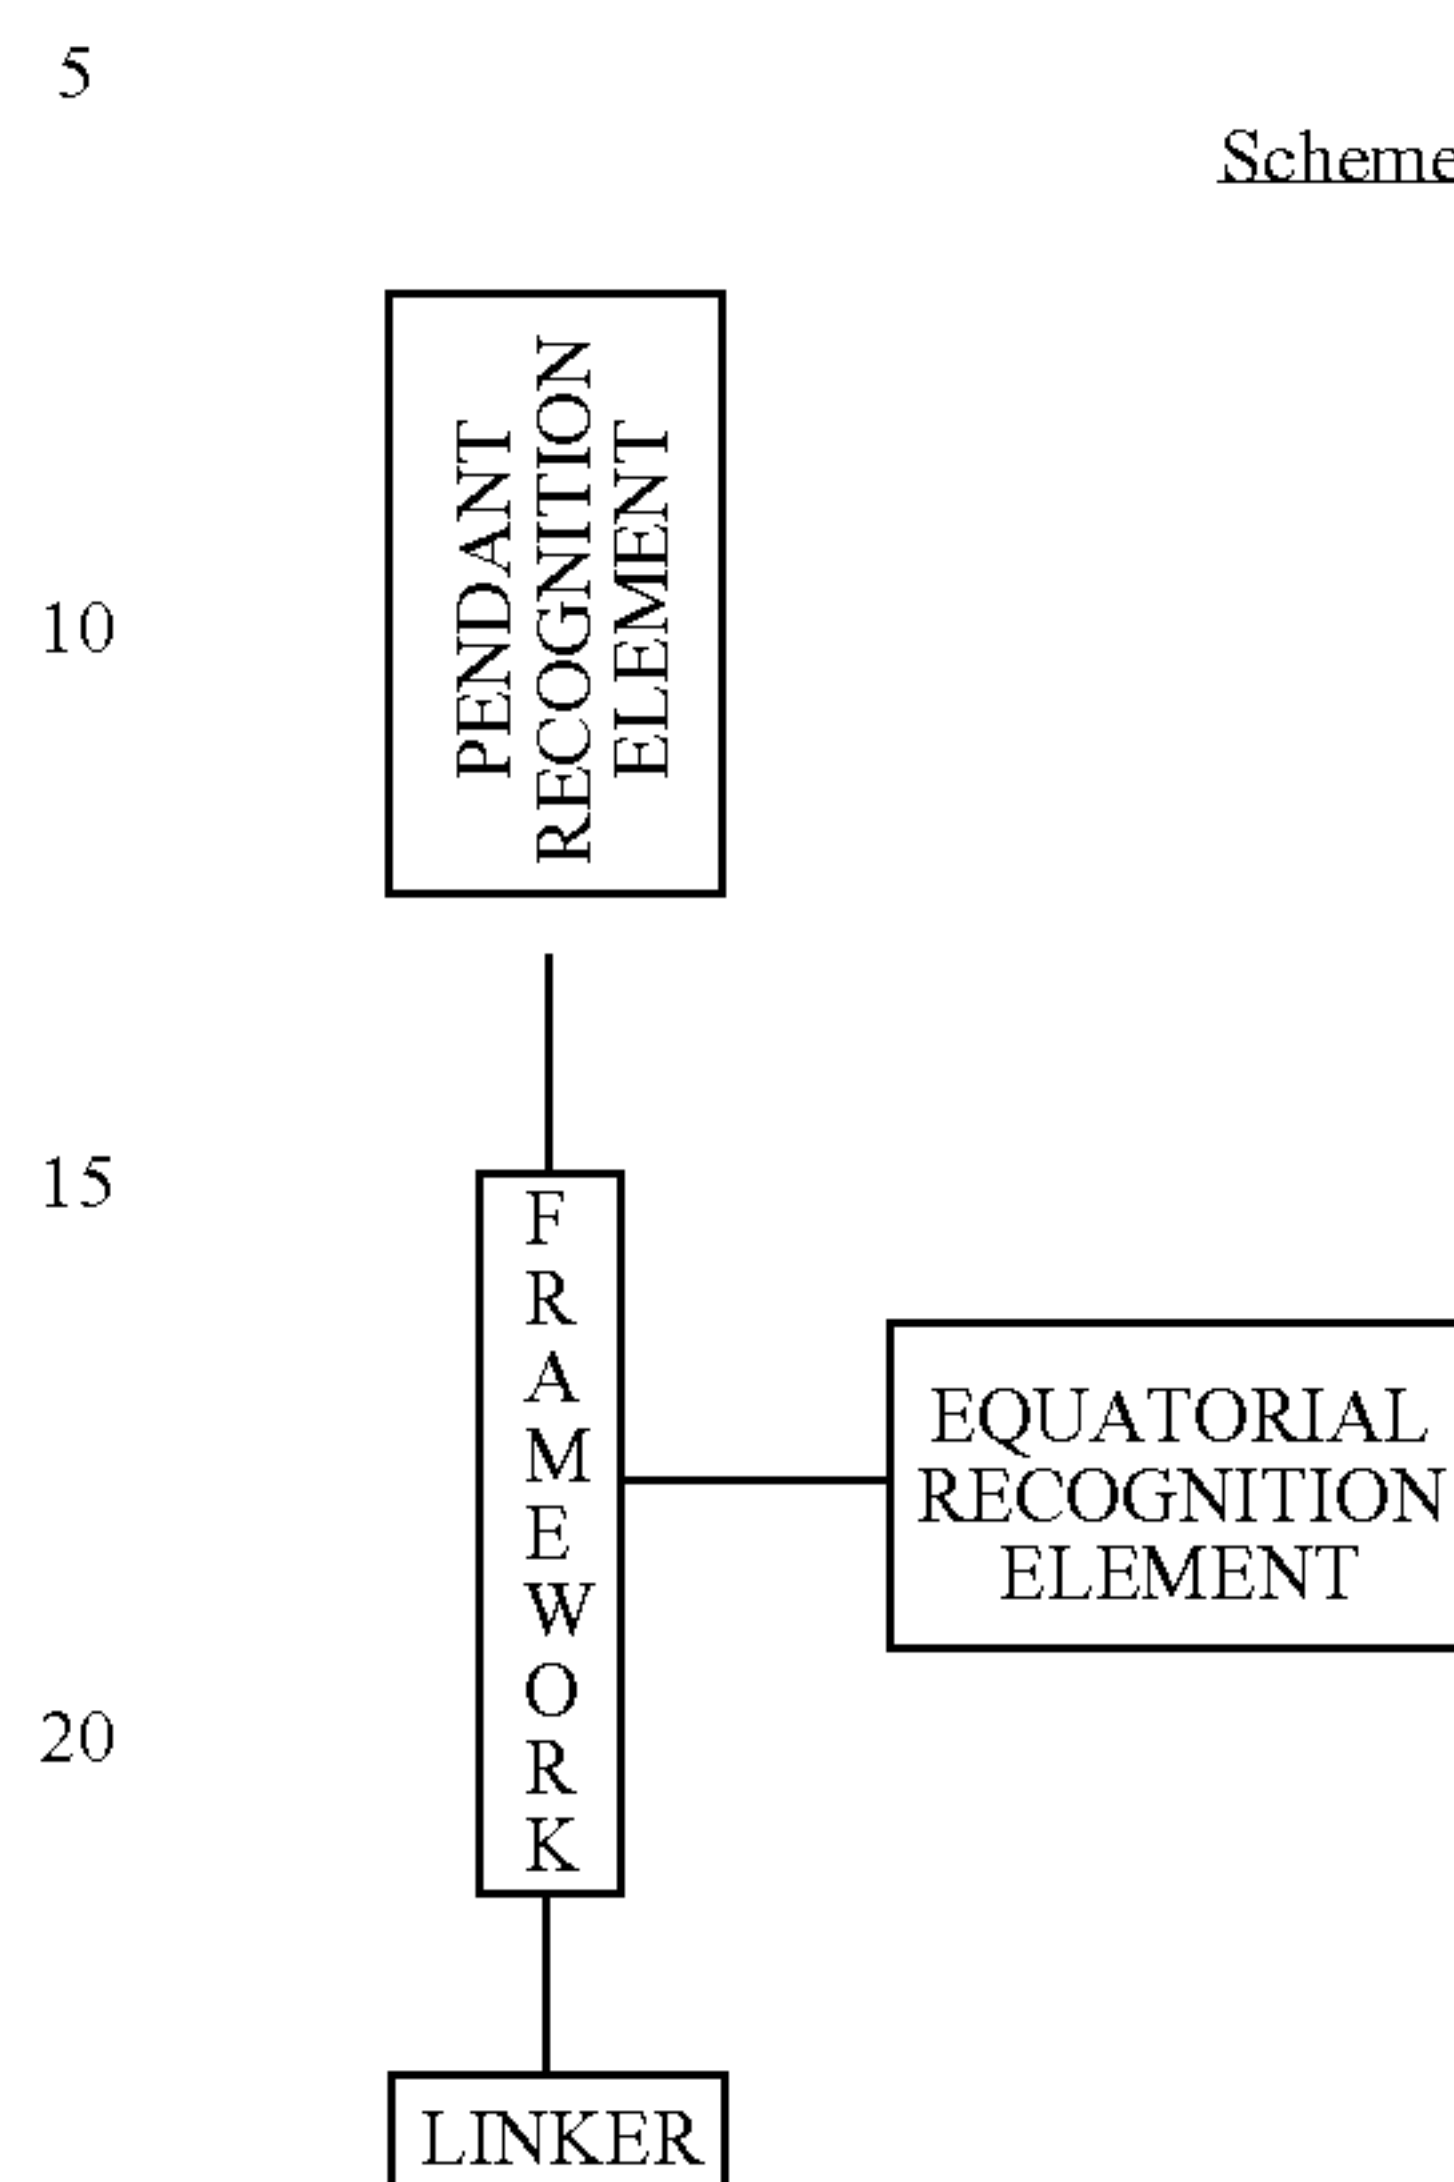 5
Scheme
PENDANT
RECOGNITION
ELEMENT
10
15
FRAMEWORK
EQUATORIAL
RECOGNITION
ELEMENT
20
LINKER